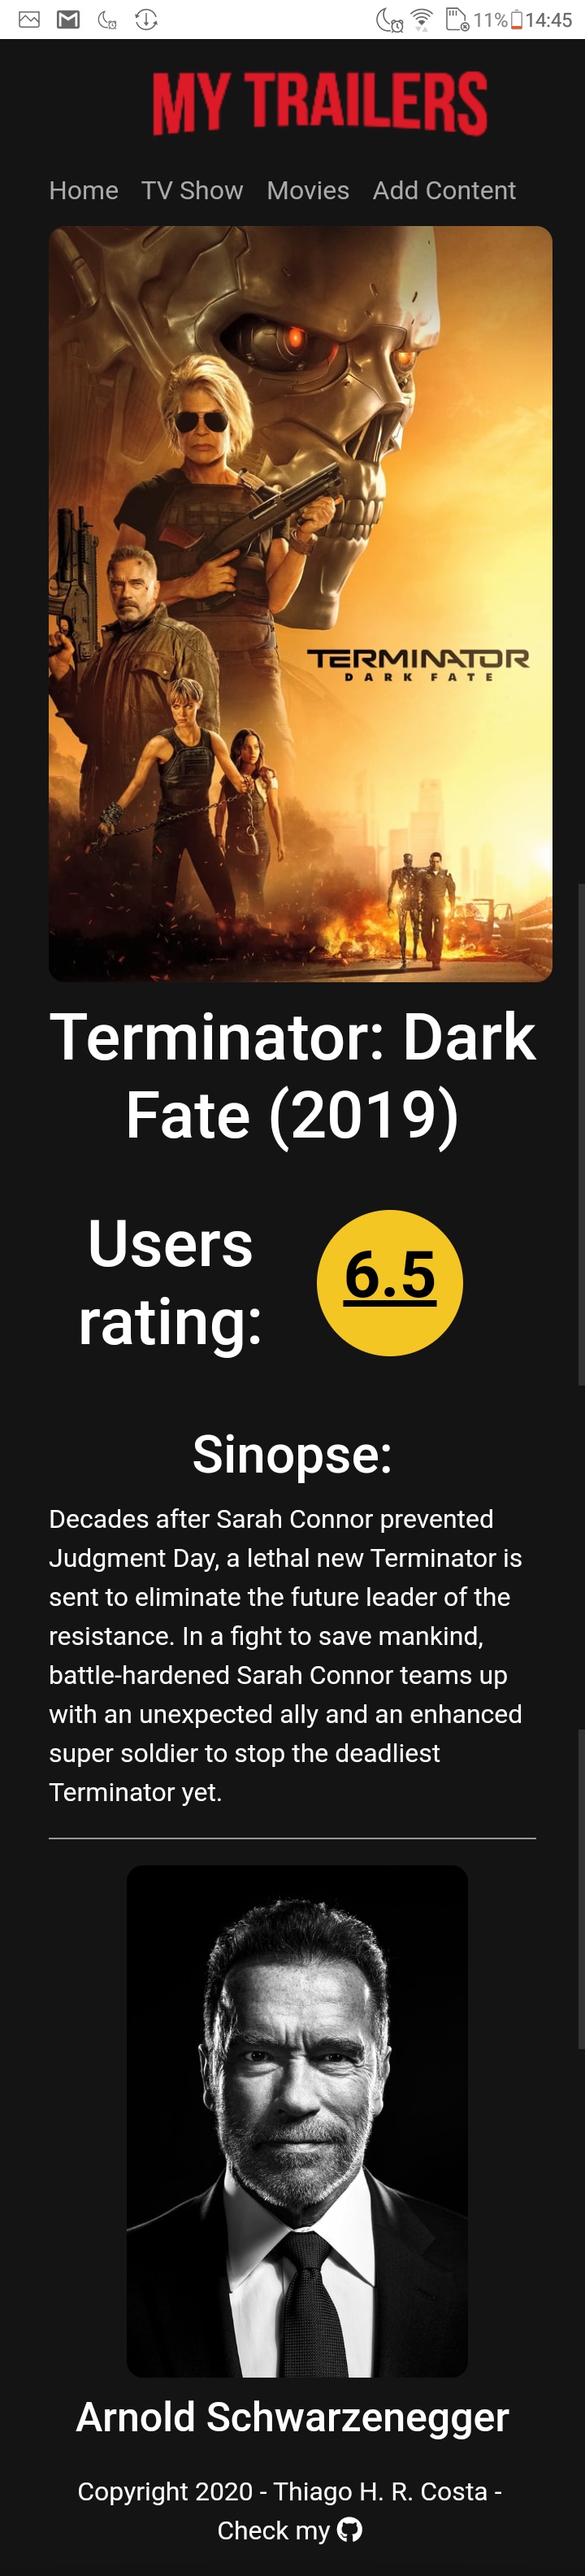 11% 14:45
MY TRAILERS
Home TV Show Movies Add Content
TERMINATOR
DARK FATE
Terminator: Dark
Fate (2019)
Users
rating:
6.5
Sinopse:
Decades after Sarah Connor prevented
Judgment Day, a lethal new Terminator is
sent to eliminate the future leader of the
resistance. In a fight to save mankind,
battle-hardened Sarah Connor teams up
with an unexpected ally and an enhanced
super soldier to stop the deadliest
Terminator yet.
Arnold Schwarzenegger
Copyright 2020 - Thiago H. R. Costa -
Check my